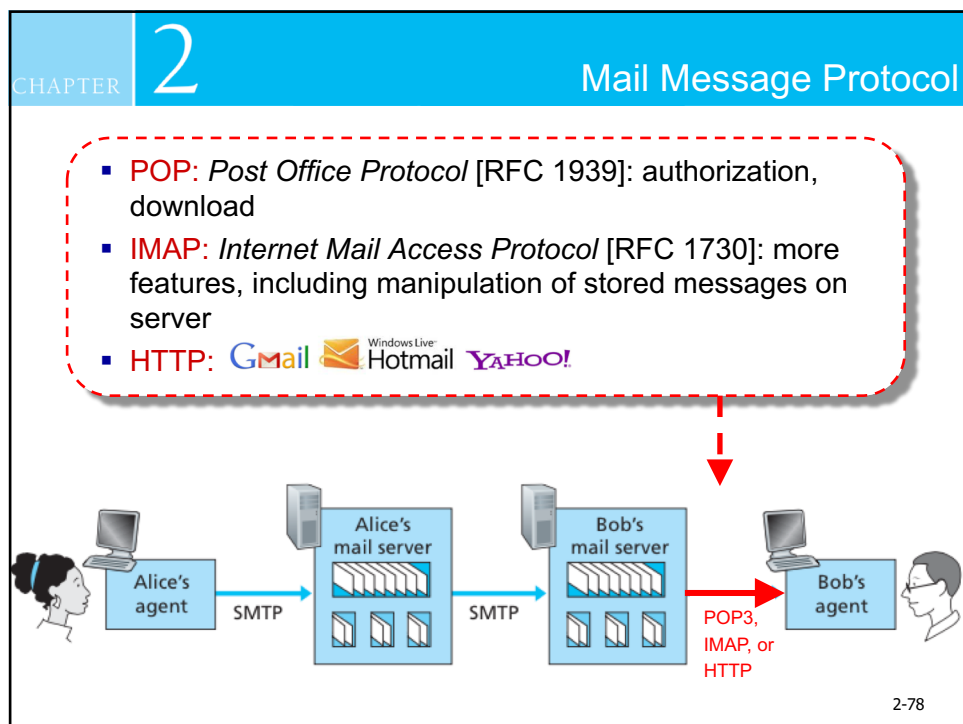 CHAPTER 2
Mail Message Protocol
▪ POP: Post Office Protocol [RFC 1939]: authorization,
download
▪ IMAP: Internet Mail Access Protocol [RFC 1730]: more
features, including manipulation of stored messages on
server
▪ HTTP: GMail Windows Live Hotmail YAHOO!
Alice's
agent
SMTP
Alice's
mail server
SMTP
Bob's
mail server
POP3,
IMAP, or
HTTP
Bob's
agent
2-78